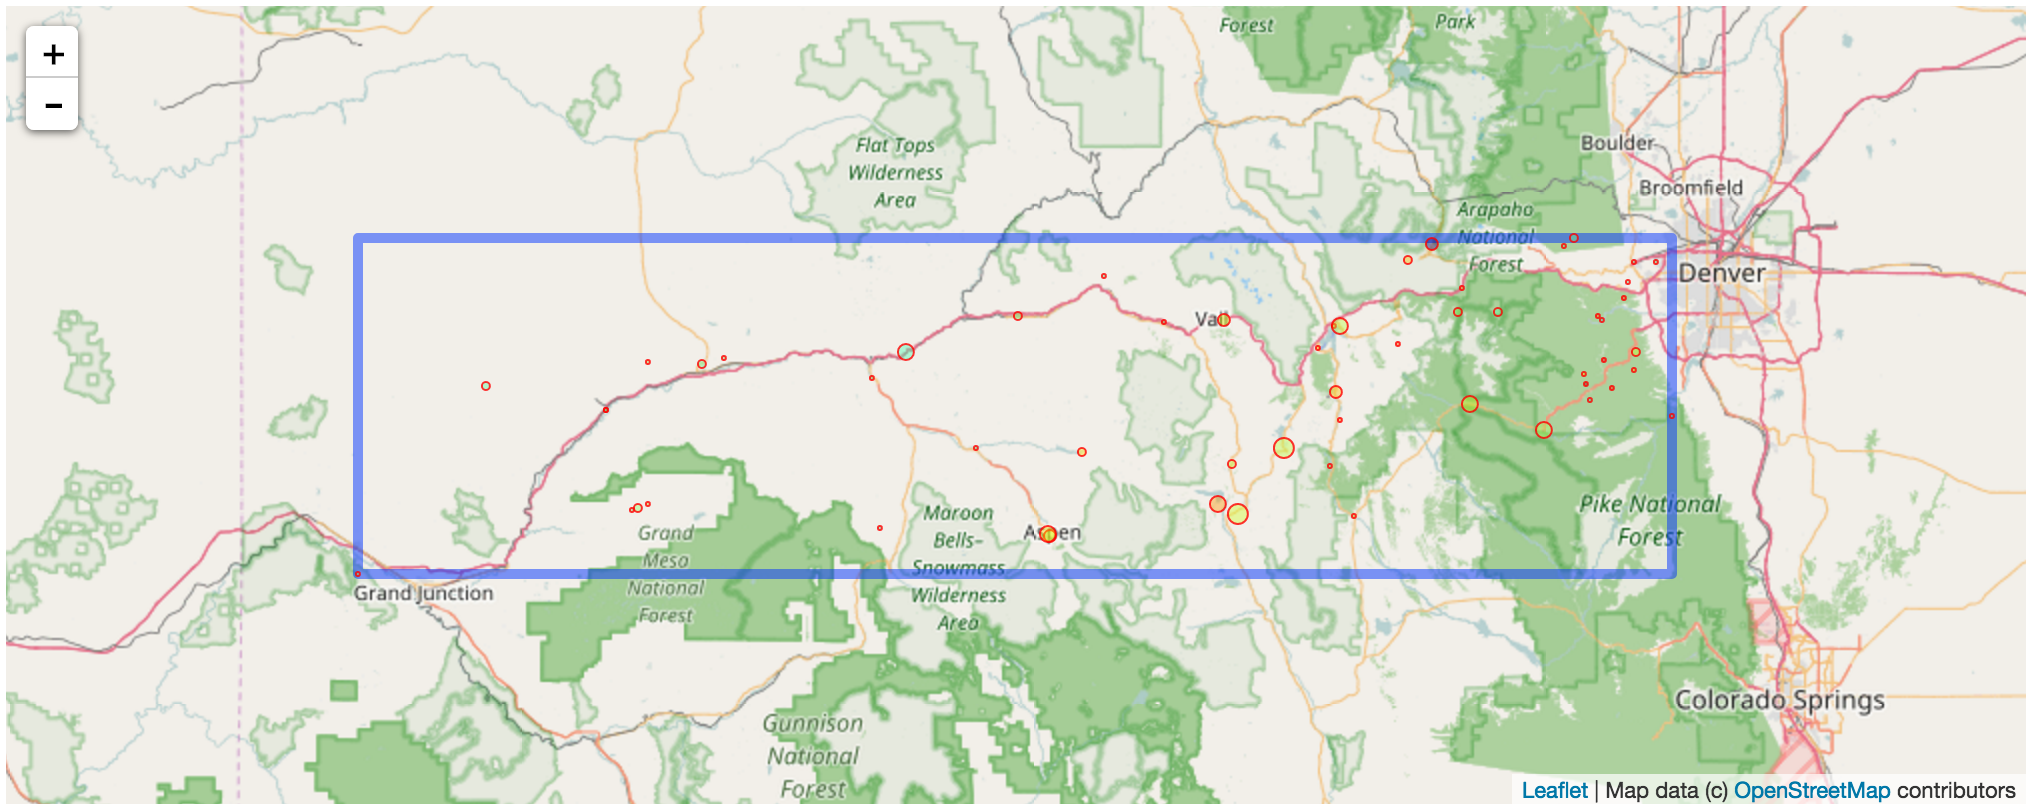 Forest
Park
+
-
Flat Tops
Wilderness
Area
Boulder
Broomfield
Arapaho
National
Forest
Denver
Vail
Maroon
Bells-
Snowmass
Wilderness
Area
Aspen
Pike National
Forest
Grand
Mesa
National
Forest
Grand Junction
Colorado Springs
Gunnison
National
Forest
Leaflet | Map data (c) OpenStreetMap contributors